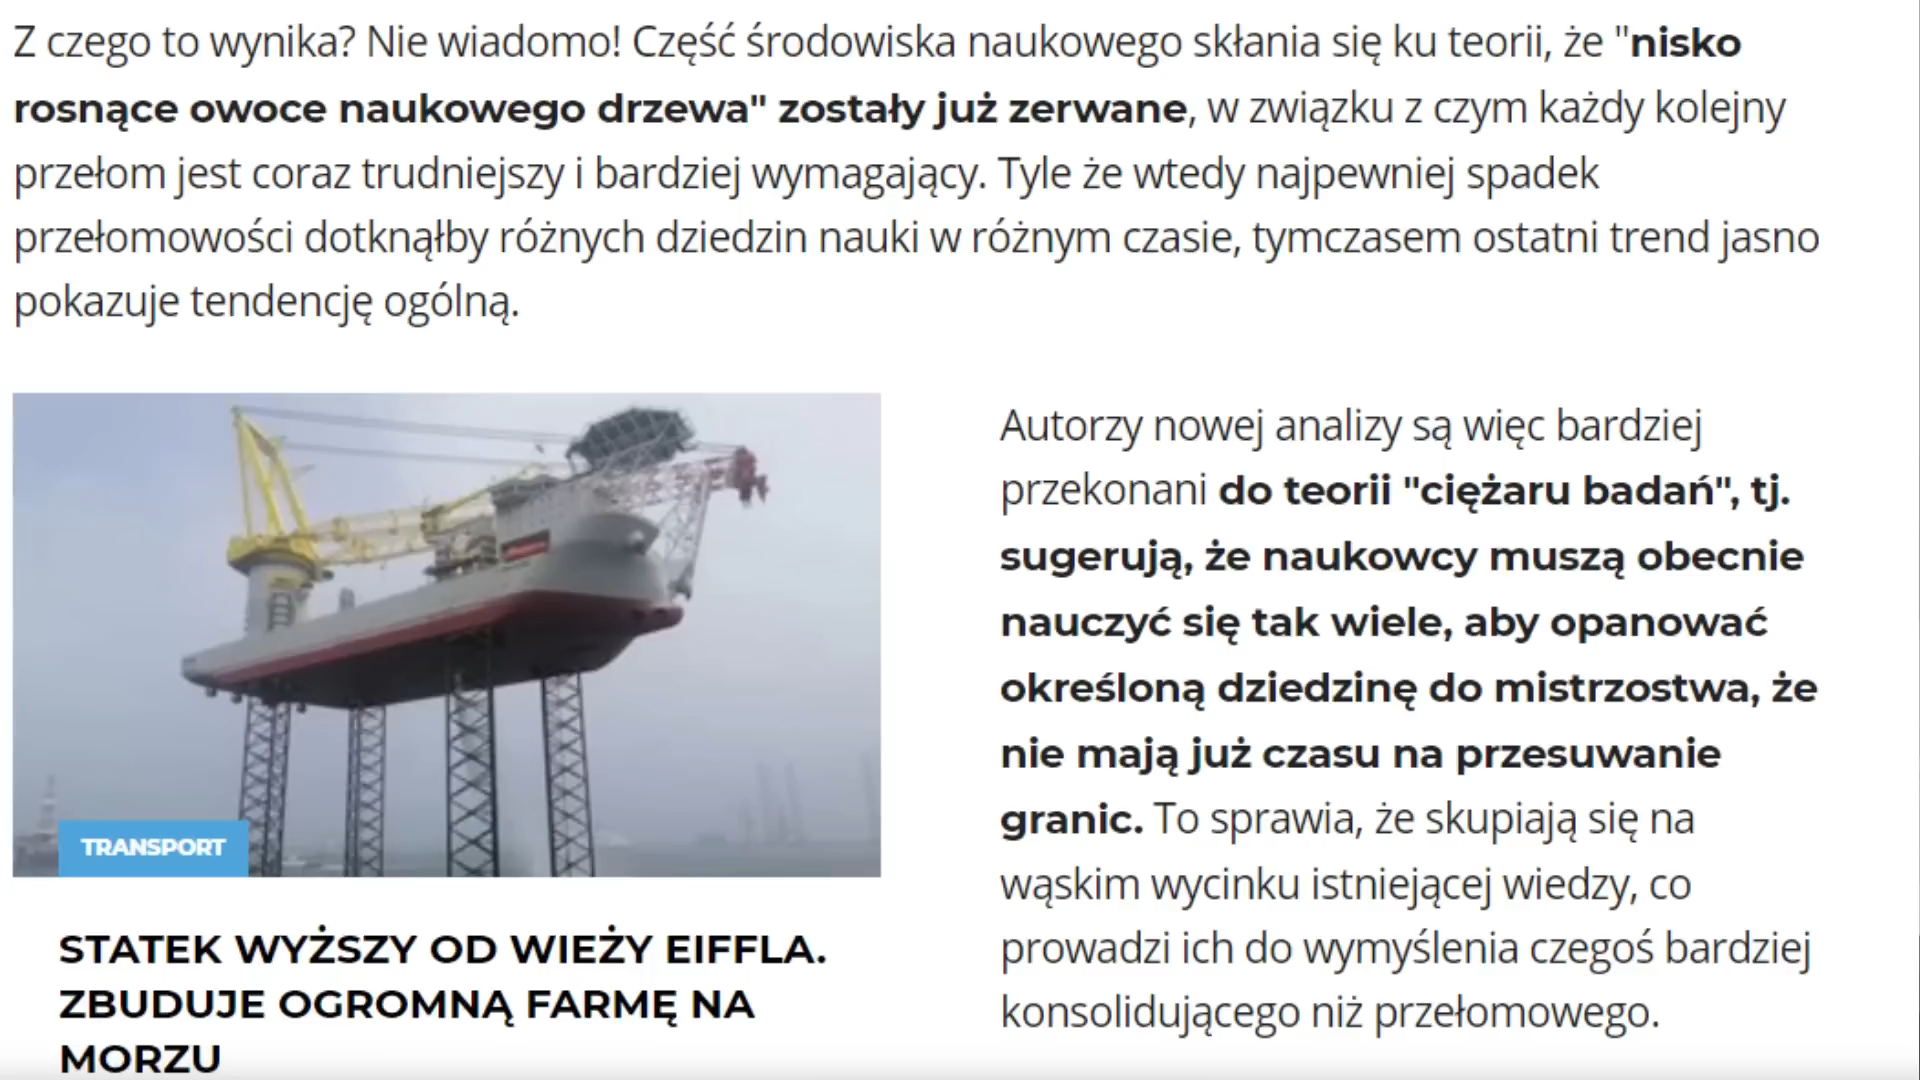 Z czego to wynika? Nie wiadomo! Część środowiska naukowego skłania się ku teorii, że "nisko
rosnące owoce naukowego drzewa" zostały już zerwane, w związku z czym każdy kolejny
przełom jest coraz trudniejszy i bardziej wymagający. Tyle że wtedy najpewniej spadek
przełomowości dotknąłby różnych dziedzin nauki w różnym czasie, tymczasem ostatni trend jasno
pokazuje tendencję ogólną.
TRANSPORT
STATEK WYŻSZY OD WIEŻY EIFFLA.
ZBUDUJE OGROMNĄ FARMĘ NA
MORZU
Autorzy nowej analizy są więc bardziej
przekonani do teorii "ciężaru badań", tj.
sugerują, że naukowcy muszą obecnie
nauczyć się tak wiele, aby opanować
określoną dziedzinę do mistrzostwa, że
nie mają już czasu na przesuwanie
granic. To sprawia, że skupiają się na
wąskim wycinku istniejącej wiedzy, co
prowadzi ich do wymyślenia czegoś bardziej
konsolidującego niż przełomowego.